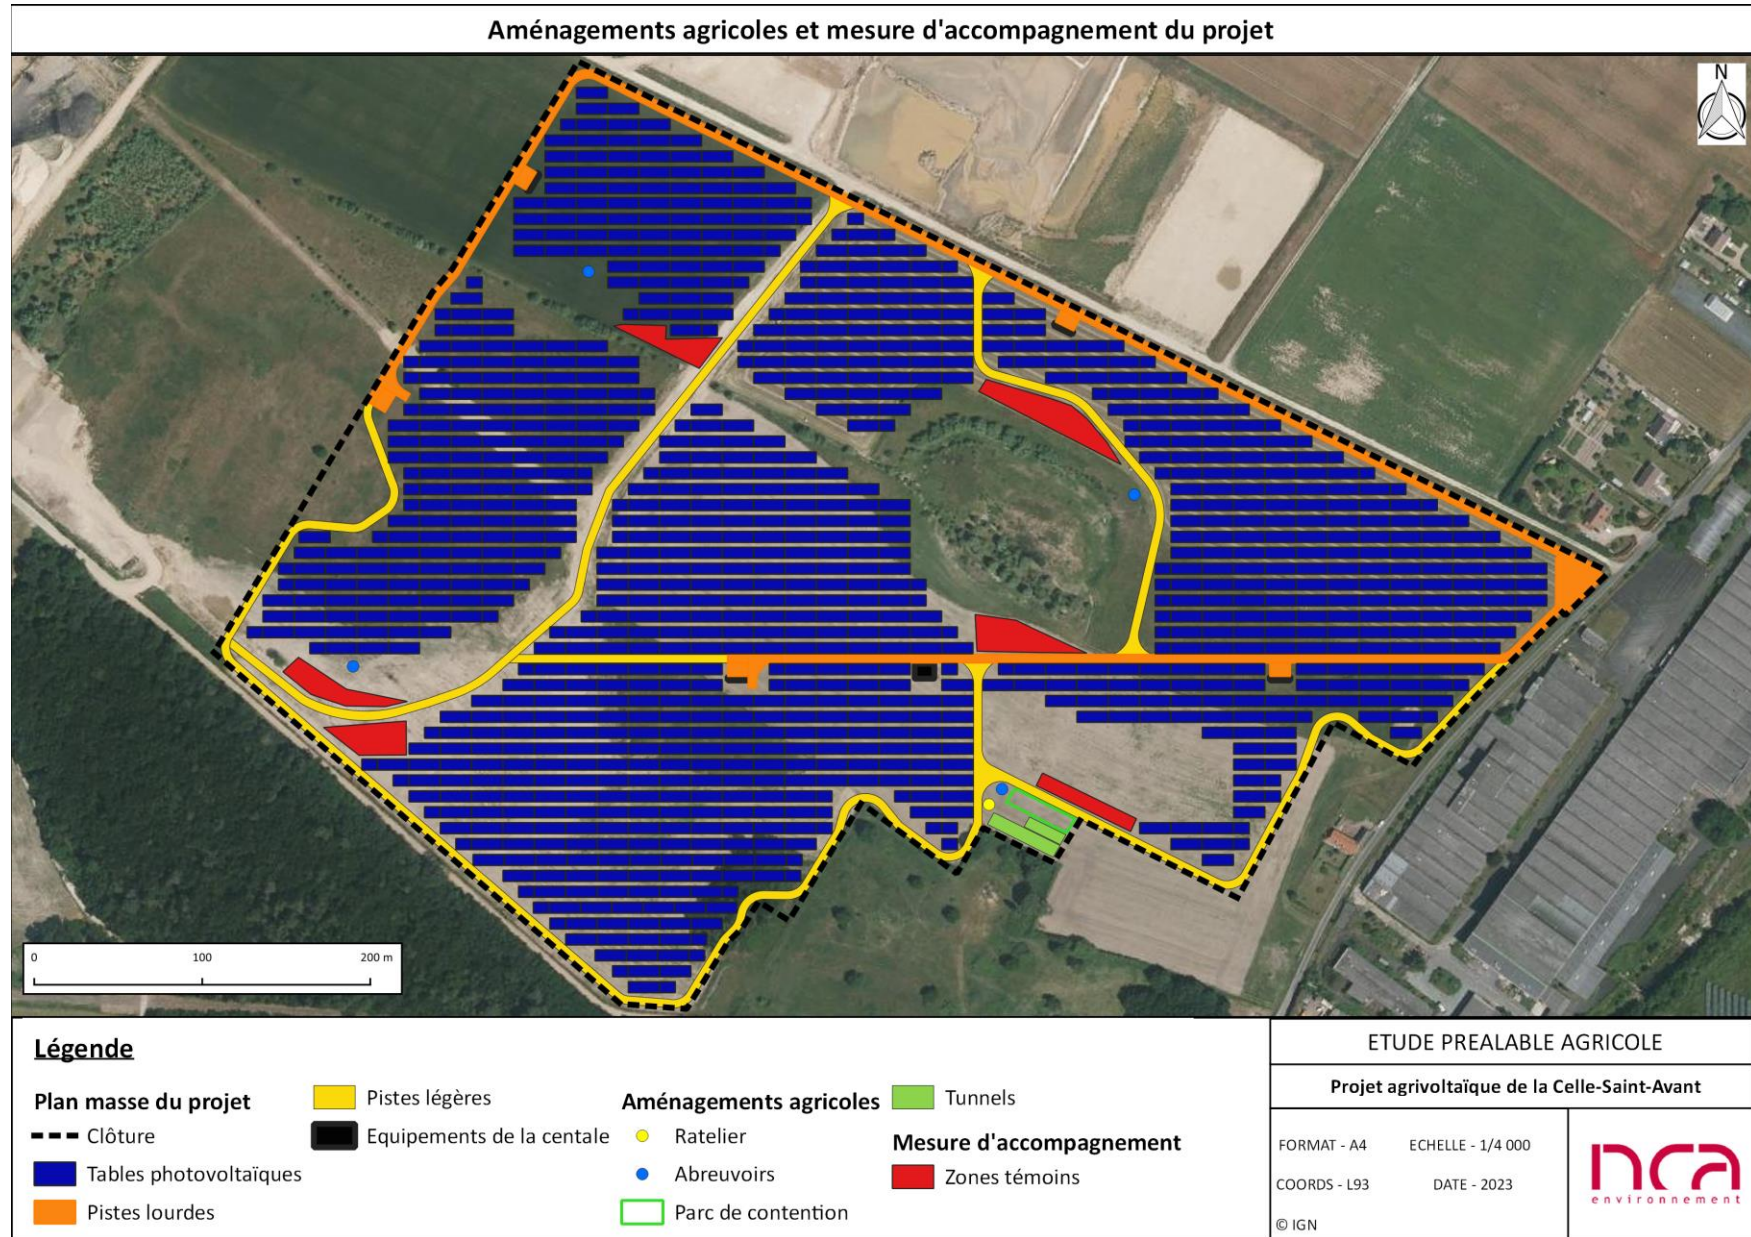 Aménagements agricoles et mesure d'accompagnement du projet
N
0 100 200 m
Légende
Plan masse du projet
Clôture
Tables photovoltaïques
Pistes lourdes
Pistes légères
Equipements de la centale
Aménagements agricoles
Ratelier
Abreuvoirs
Parc de contention
Tunnels
Mesure d'accompagnement
Zones témoins
ETUDE PREALABLE AGRICOLE
Projet agrivoltaïque de la Celle-Saint-Avant
FORMAT - A4 ECHELLE - 1/4 000
COORDS - L93 DATE - 2023
© IGN
nca
environnement